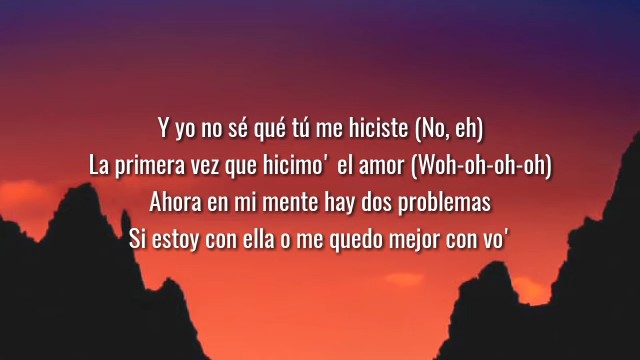 Y yo no sé qué tú me hiciste (No, eh)
La primera vez que hicimo' el amor (Woh-oh-oh-oh)
Ahora en mi mente hay dos problemas
Si estoy con ella o me quedo mejor con vo'